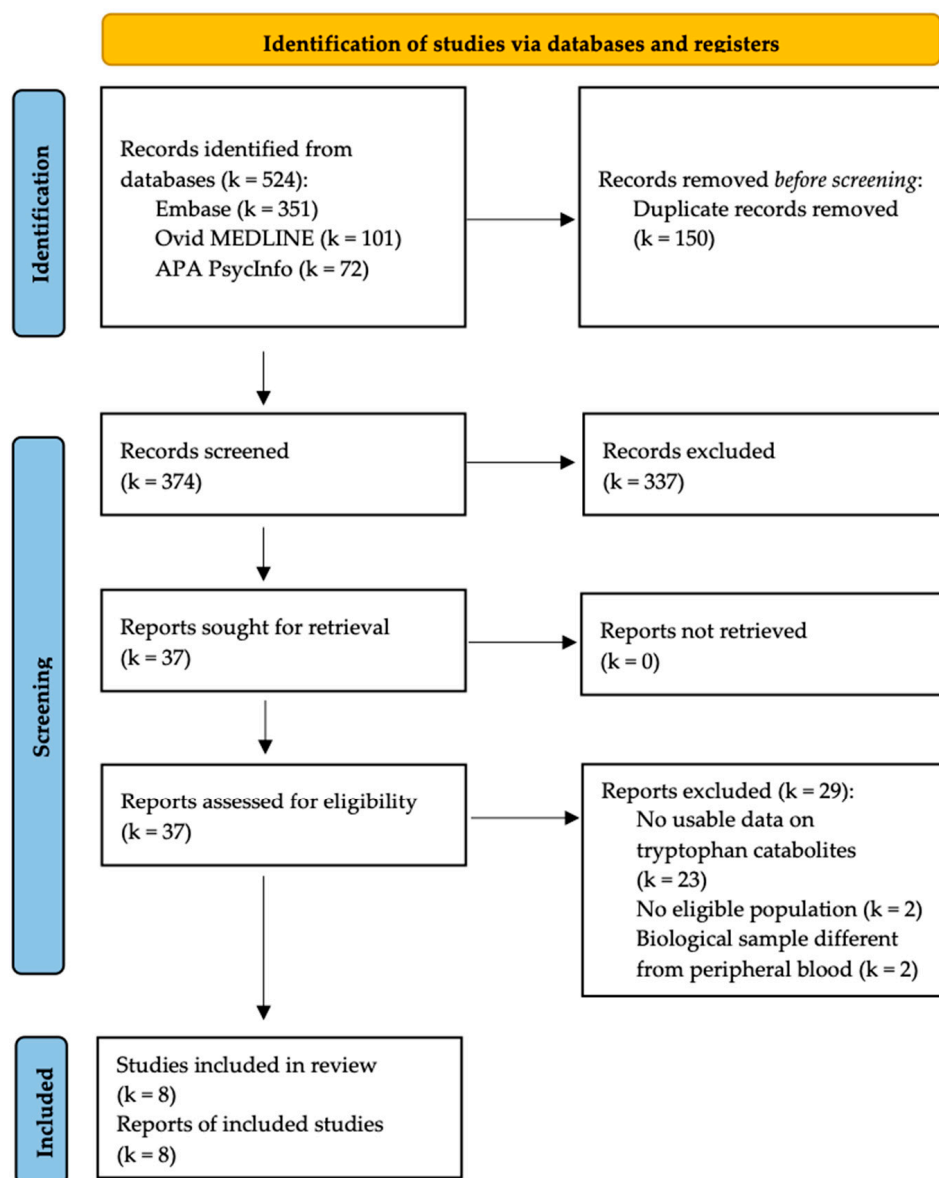 Identification of studies via databases and registers
Identification
Records identified from
databases (k = 524):
Embase (k = 351)
Ovid MEDLINE (k = 101)
APA PsycInfo (k = 72)
Records removed before screening:
Duplicate records removed
(k = 150)
Screening
Records screened
(k = 374)
Records excluded
(k = 337)
Reports sought for retrieval
(k = 37)
Reports not retrieved
(k = 0)
Reports assessed for eligibility
(k = 37)
Reports excluded (k = 29):
No usable data on
tryptophan catabolites
(k = 23)
No eligible population (k = 2)
Biological sample different
from peripheral blood (k = 2)
Included
Studies included in review
(k = 8)
Reports of included studies
(k = 8)